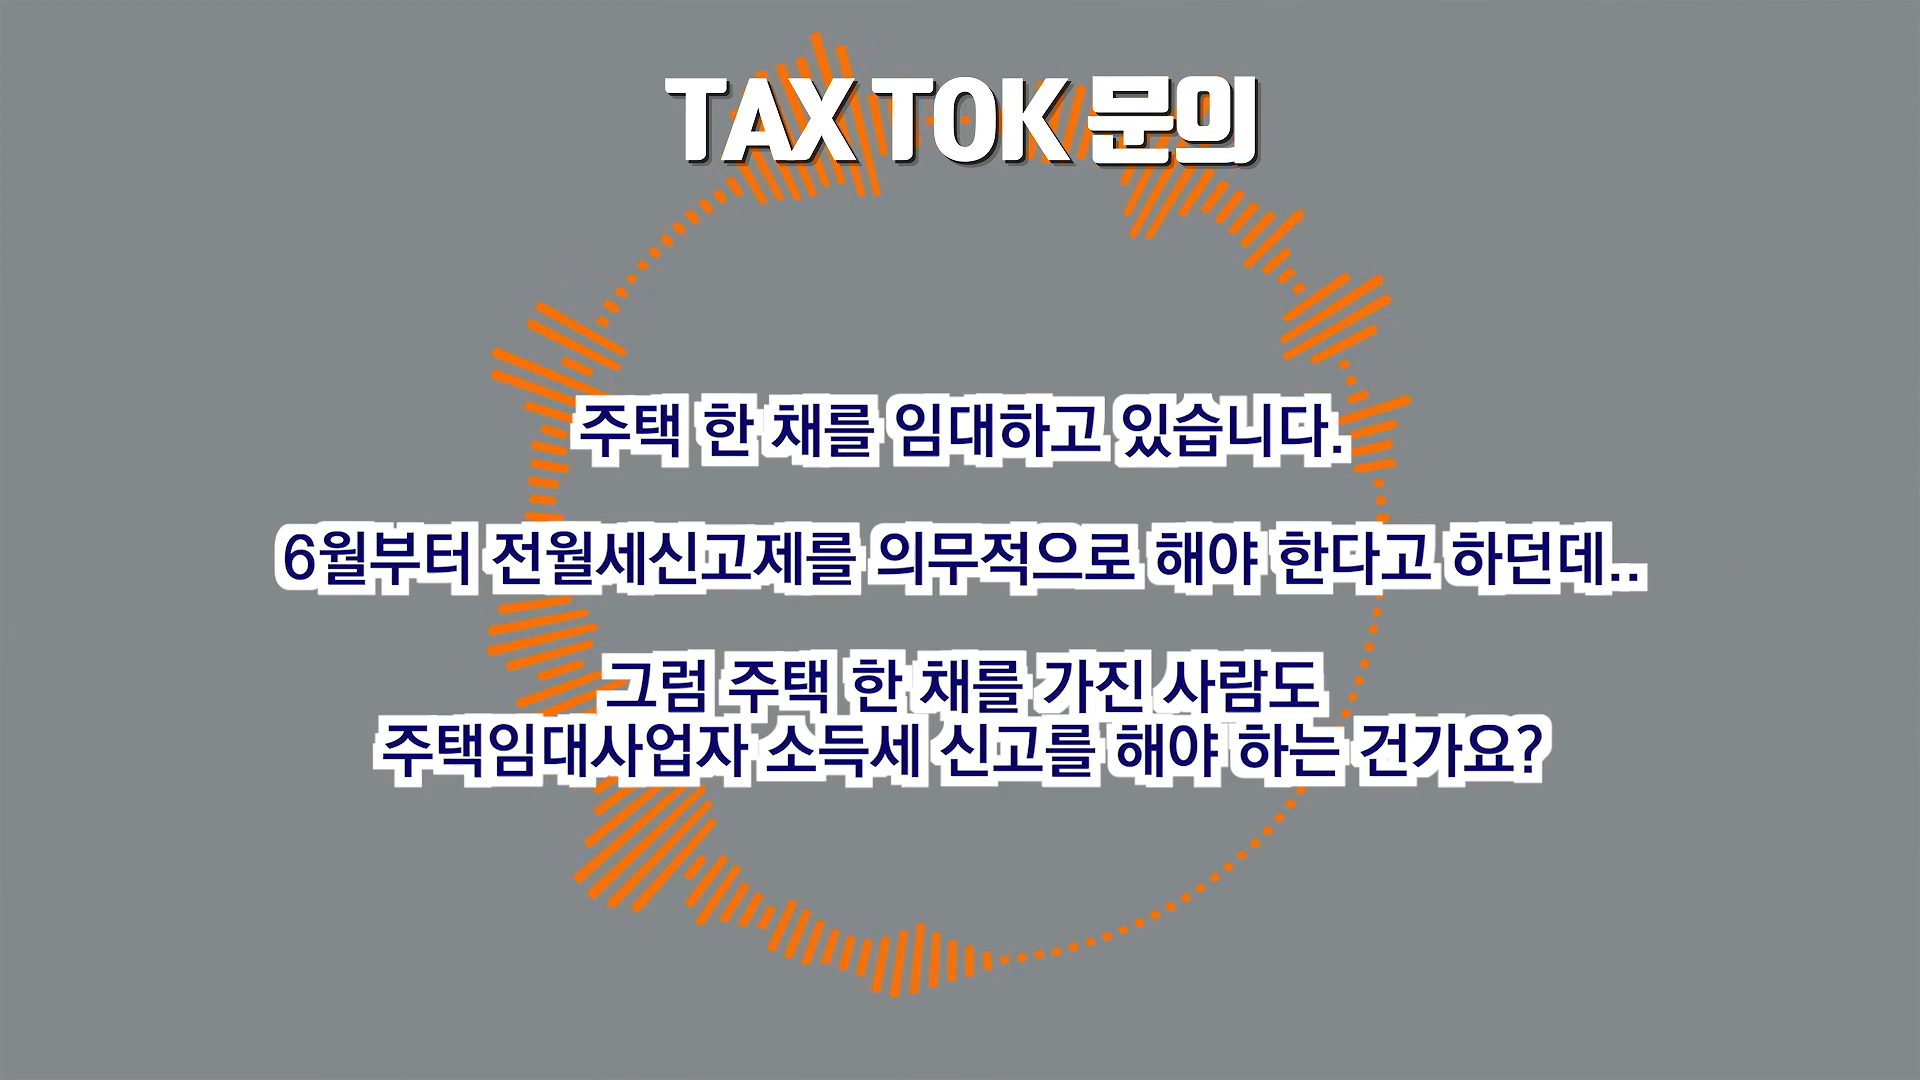 TAX TOK 문의
주택 한 채를 임대하고 있습니다.
6월부터 전월세신고제를 의무적으로 해야 한다고 하던데..
그럼 주택 한 채를 가진 사람도
주택임대사업자 소득세 신고를 해야 하는 건가요?